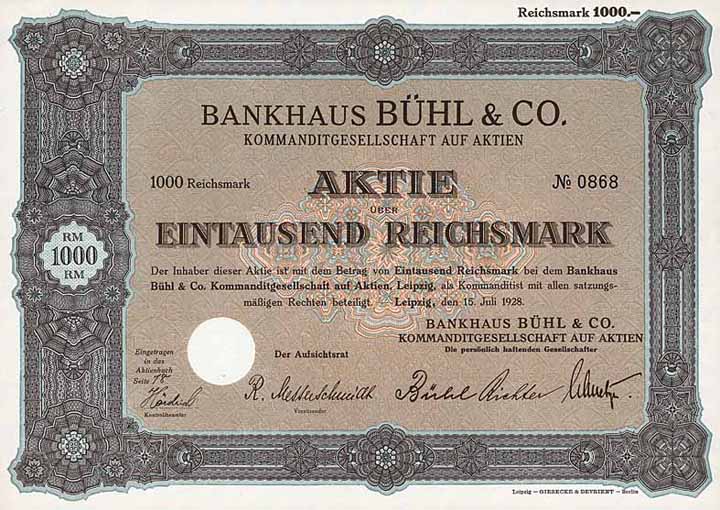 Reichsmark 1000.—
BANKHAUS BÜHL & CO.
KOMMANDITGESELLSCHAFT AUF AKTIEN
1000 Reichsmark AKTIE № 0868
ÜBER
EINTAUSEND REICHSMARK
RM
1000
RM
Der Inhaber dieser Aktie ist mit dem Betrag von Eintausend Reichsmark bei dem Bankhaus
Bühl & Co. Kommanditgesellschaft auf Aktien, Leipzig, als Kommanditist mit allen satzungs-
mäßigen Rechten beteiligt. — Leipzig, den 15. Juli 1928.
BANKHAUS BÜHL & CO.
KOMMANDITGESELLSCHAFT AUF AKTIEN
Die persönlich haftenden Gesellschafter
Eingetragen
in das
Aktienbuch
Seite 18
Kontrollbeamter
Der Aufsichtsrat
Vorsitzender
Bühl Richter
Leipzig — GIESECKE & DEVRIENT — Berlin